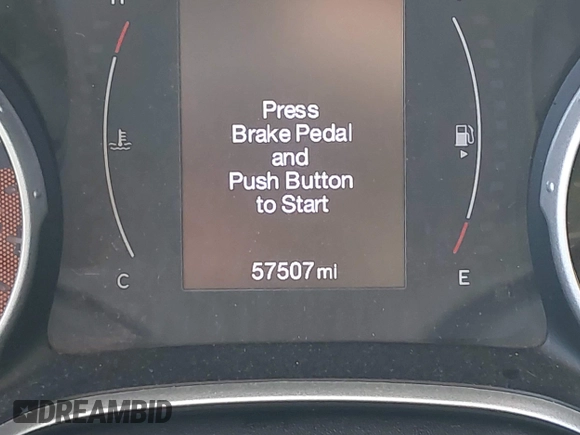 Press
Brake Pedal
and
Push Button
to Start
57507 mi
C
E
DREAMBID